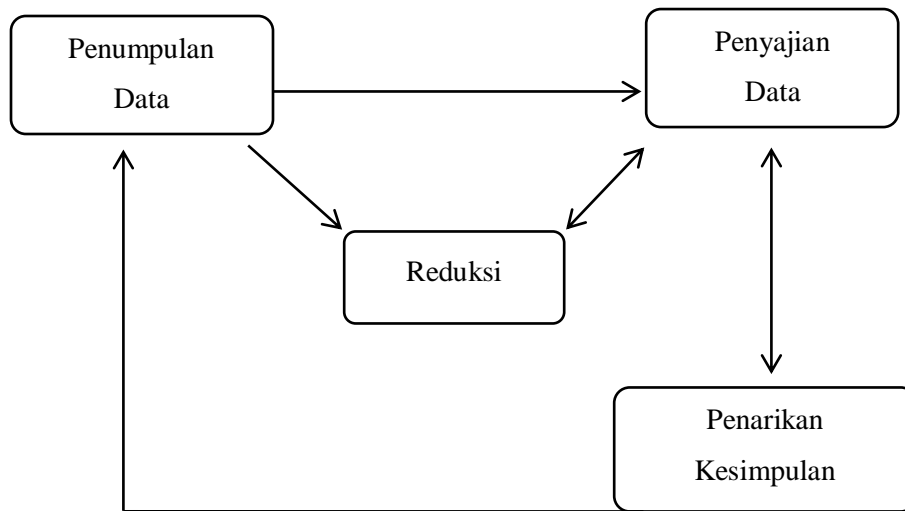 Penumpulan
Data
Penyajian
Data
Reduksi
Penarikan
Kesimpulan